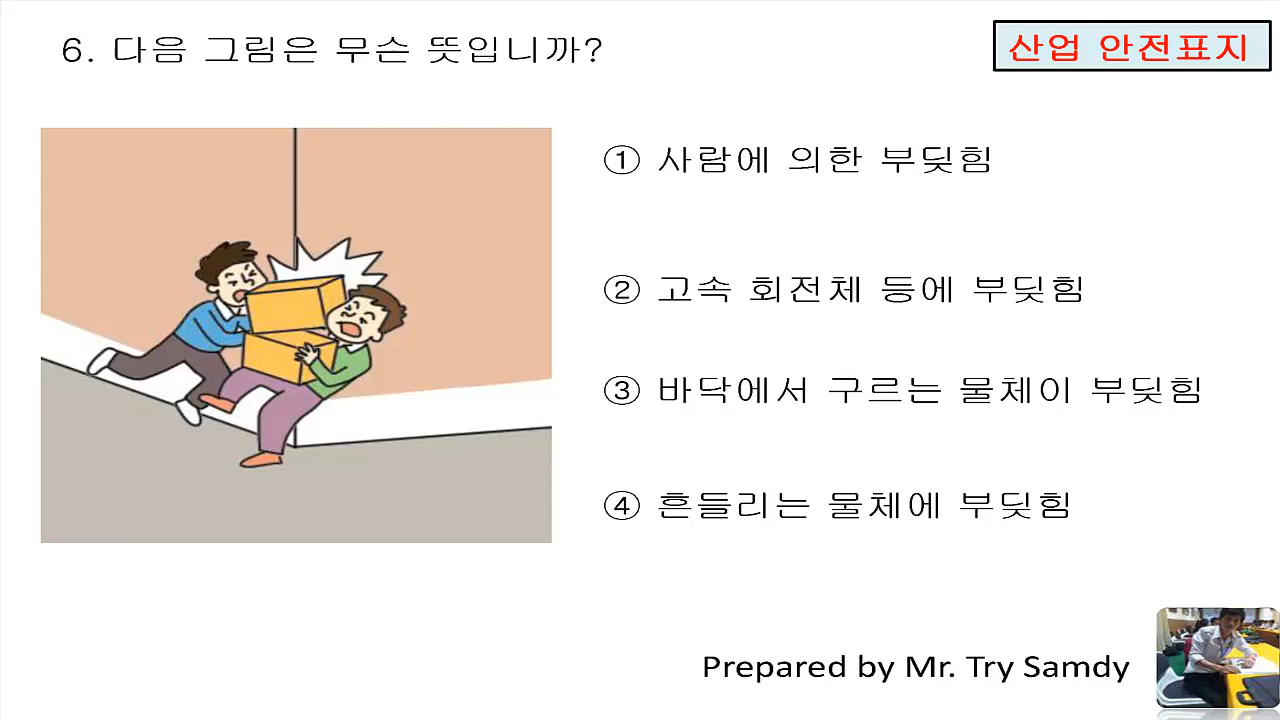 6. 다음 그림은 무슨 뜻입니까?
산업 안전표지
① 사람에 의한 부딪힘
② 고속 회전체 등에 부딪힘
③ 바닥에서 구르는 물체이 부딪힘
④ 흔들리는 물체에 부딪힘
Prepared by Mr. Try Samdy